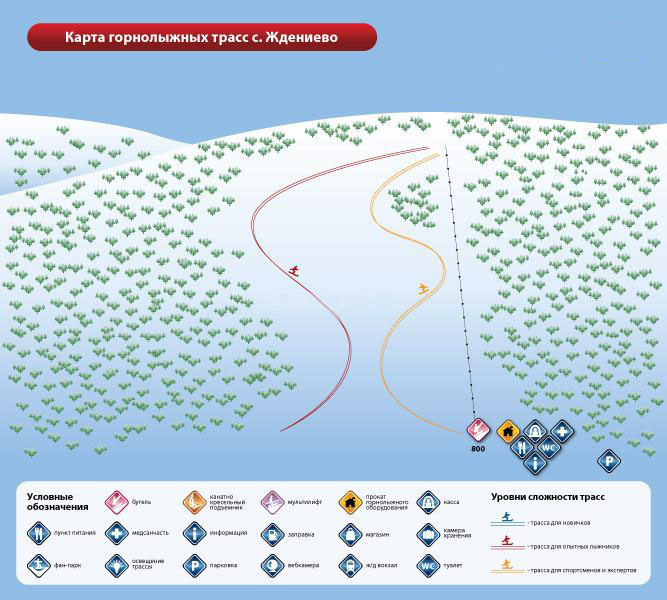 Карта горнолыжных трасс с. Ждениево
800
WC
P
Условные
обозначения
бугель
канатно
кресельный
подъемник
мультилифт
прокат
горнолыжного
оборудования
касса
Уровни сложности трасс
- трасса для новичков
пункт питания
медсанчасть
информация
заправка
магазин
камера
хранения
- трасса для опытных лыжников
фан-парк
освещение
трассы
P
парковка
вебкамера
ж/д вокзал
WC
туалет
- трасса для спортсменов и экспертов